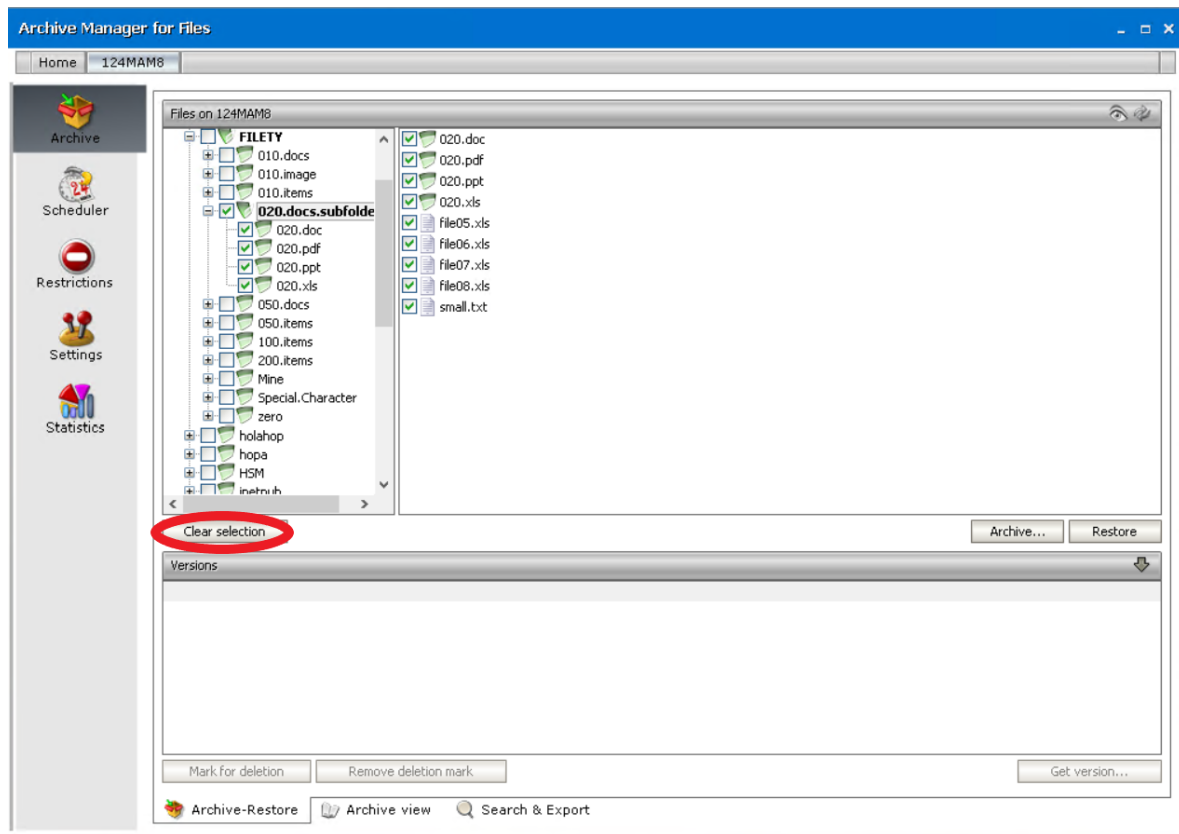 Archive Manager for Files
Home 124MAM8
Archive
Scheduler
24
Restrictions
Settings
Statistics
Files on 124MAM8
FILETY
010.docs
010.image
010.items
020.docs.subfolde
020.doc
020.pdf
020.ppt
020.xls
050.docs
050.items
100.items
200.items
Mine
Special.Character
zero
holahop
hopa
HSM
inetpub
020.doc
020.pdf
020.ppt
020.xls
file05.xls
file06.xls
file07.xls
file08.xls
small.txt
Clear selection Archive... Restore
Versions
Mark for deletion Remove deletion mark Get version...
Archive-Restore Archive view Search & Export